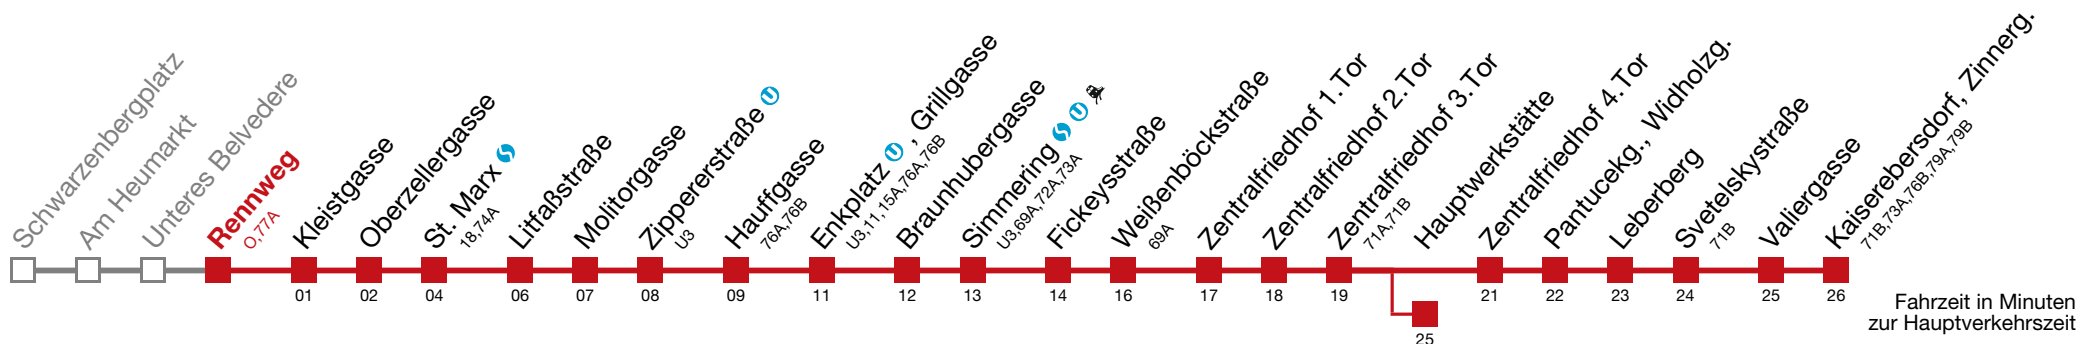 Schwarzenbergplatz
Am Heumarkt
Unteres Belvedere
Rennweg
O,77A
Kleistgasse
01
Oberzellergasse
02
St. Marx S
18,74A
04
Litfaßstraße
06
Molitorgasse
07
Zippererstraße U
U3
08
Hauffgasse
76A,76B
09
Enkplatz U , Grillgasse
U3,11,15A,76A,76B
11
Braunhubergasse
12
Simmering S U
U3,69A,72A,73A
13
Fickeysstraße
14
Weißenböckstraße
69A
16
Zentralfriedhof 1.Tor
17
Zentralfriedhof 2.Tor
18
Zentralfriedhof 3.Tor
71A,71B
19
Hauptwerkstätte
25
Zentralfriedhof 4.Tor
21
Pantucekg., Widholzg.
22
Leberberg
23
Svetelskystraße
71B
24
Valiergasse
25
Kaiserebersdorf, Zinnerg.
71B,73A,76B,79A,79B
26
Fahrzeit in Minuten
zur Hauptverkehrszeit